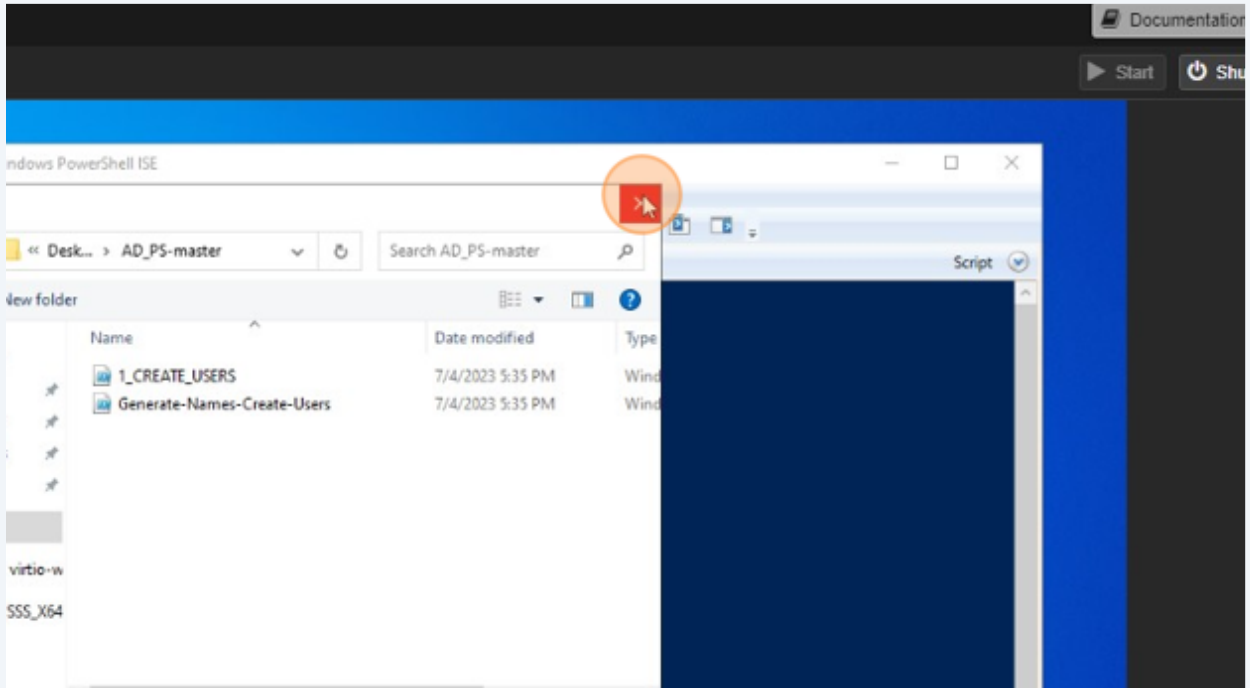 Documentation
Start Shu
ndows PowerShell ISE
« Desk... › AD_PS-master Search AD_PS-master
Script
New folder
Name Date modified Type
1_CREATE_USERS 7/4/2023 5:35 PM Wind
Generate-Names-Create-Users 7/4/2023 5:35 PM Wind
virtio-w
SSS_X64